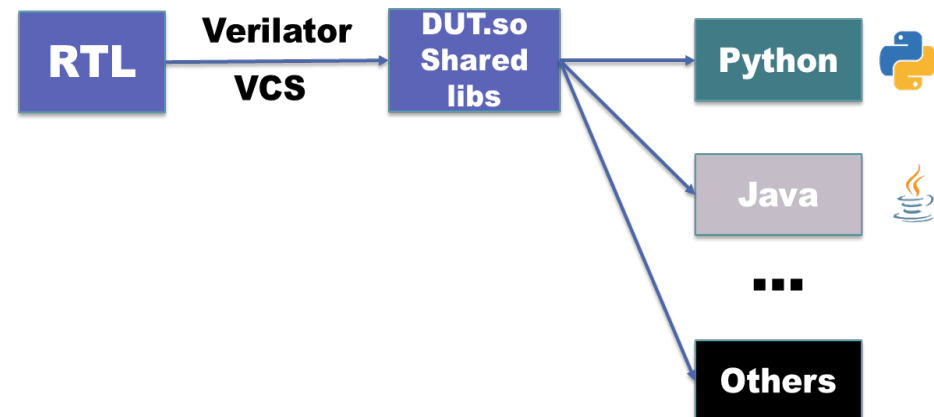 RTL
Verilator
VCS
DUT.so
Shared
libs
Python
Java
...
Others